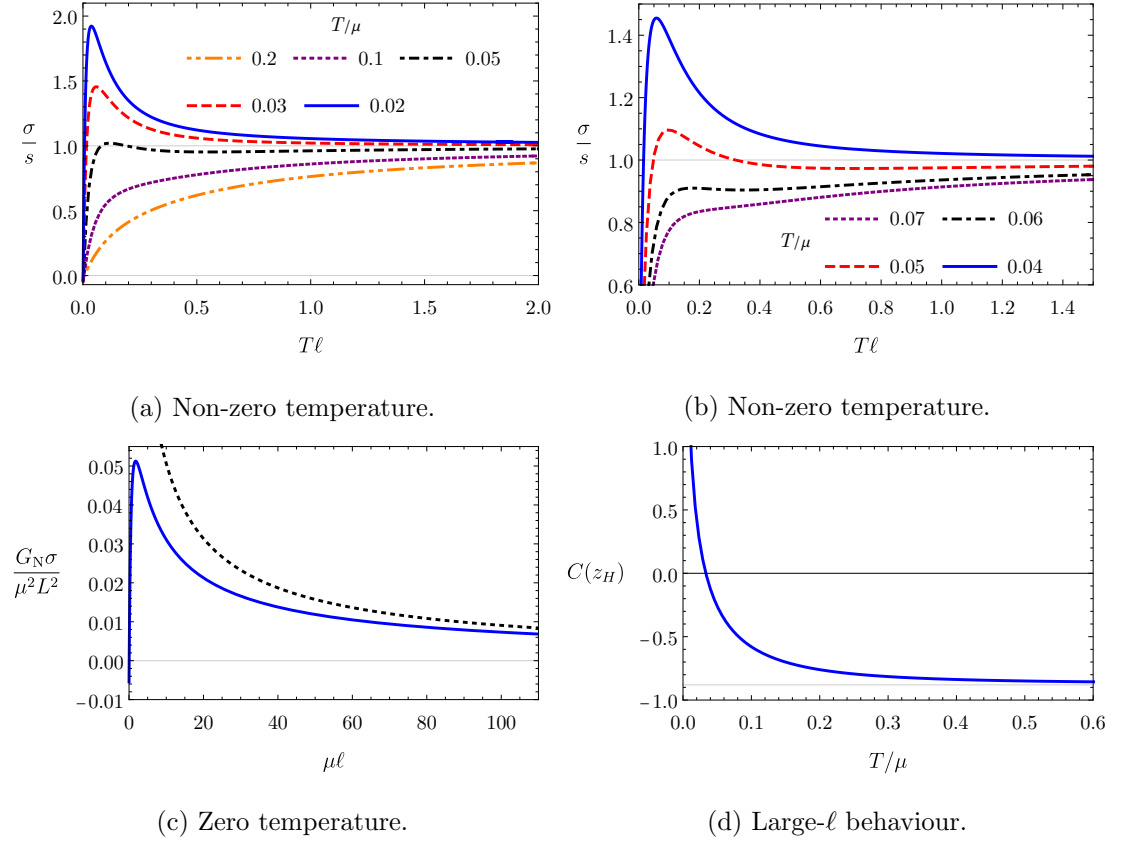 T/μ
0.2 0.1 0.05
0.03 0.02
σ/s
2.0
1.5
1.0
0.5
0.0
0.0 0.5 1.0 1.5 2.0
Tℓ
(a) Non-zero temperature.
σ/s
1.4
1.2
1.0
0.8
0.6
0.07 0.06
T/μ
0.05 0.04
0.0 0.2 0.4 0.6 0.8 1.0 1.2 1.4
Tℓ
(b) Non-zero temperature.
G_Nσ/μ²L²
0.05
0.04
0.03
0.02
0.01
0.00
−0.01
0 20 40 60 80 100
μℓ
(c) Zero temperature.
C(z_H)
1.0
0.5
0.0
−0.5
−1.0
0.0 0.1 0.2 0.3 0.4 0.5 0.6
T/μ
(d) Large-ℓ behaviour.